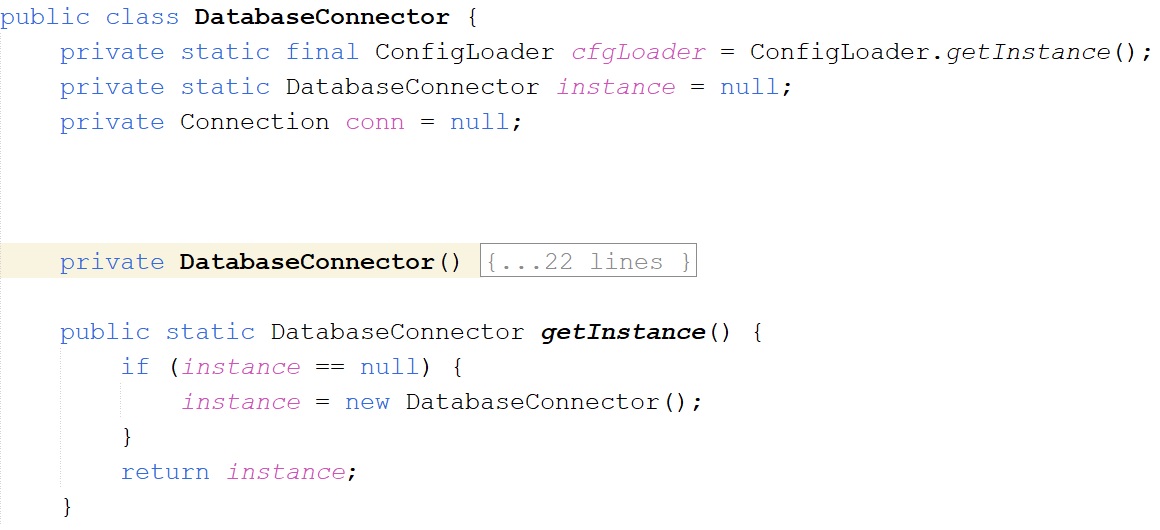 public class DatabaseConnector {
    private static final ConfigLoader cfgLoader = ConfigLoader.getInstance();
    private static DatabaseConnector instance = null;
    private Connection conn = null;
    private DatabaseConnector() {...22 lines }
    public static DatabaseConnector getInstance() {
        if (instance == null) {
            instance = new DatabaseConnector();
        }
        return instance;
    }